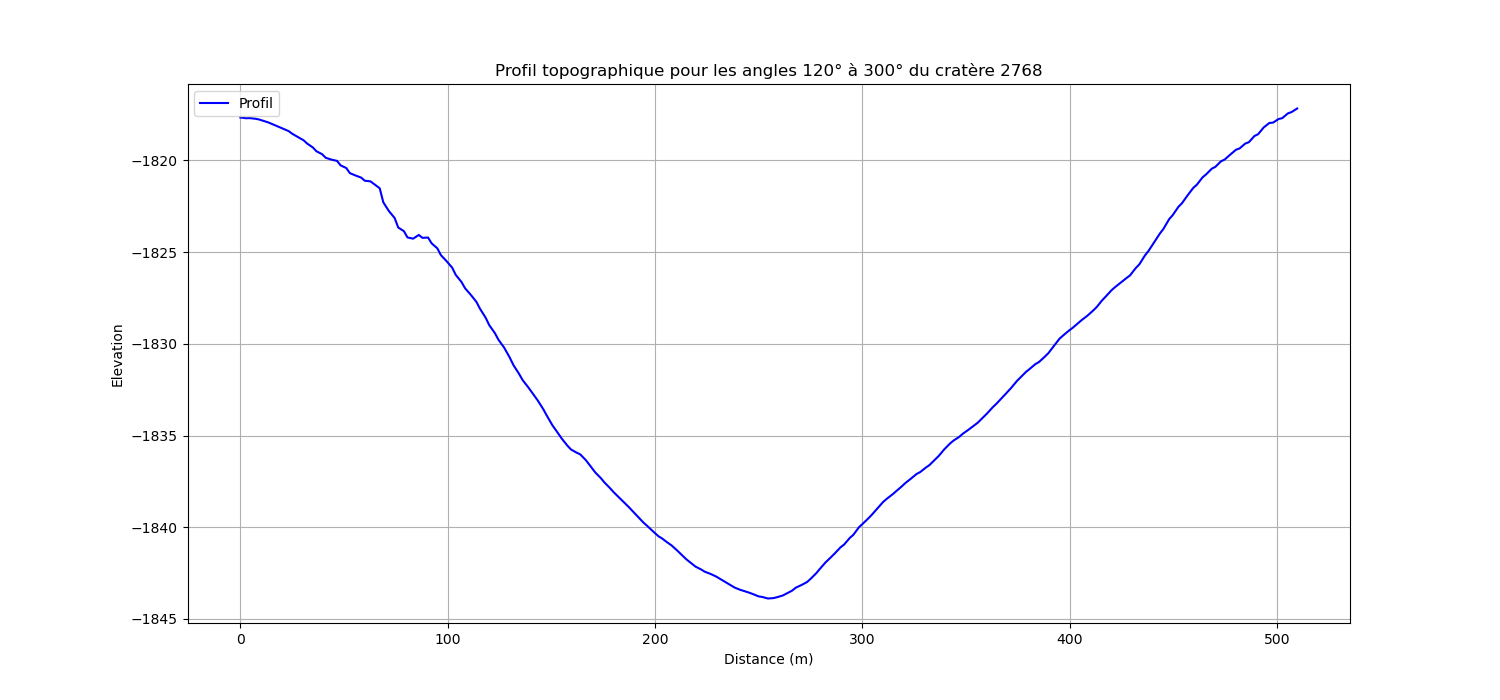 Profil topographique pour les angles 120° à 300° du cratère 2768
Profil
−1820
−1825
−1830
−1835
−1840
−1845
Elevation
0 100 200 300 400 500
Distance (m)